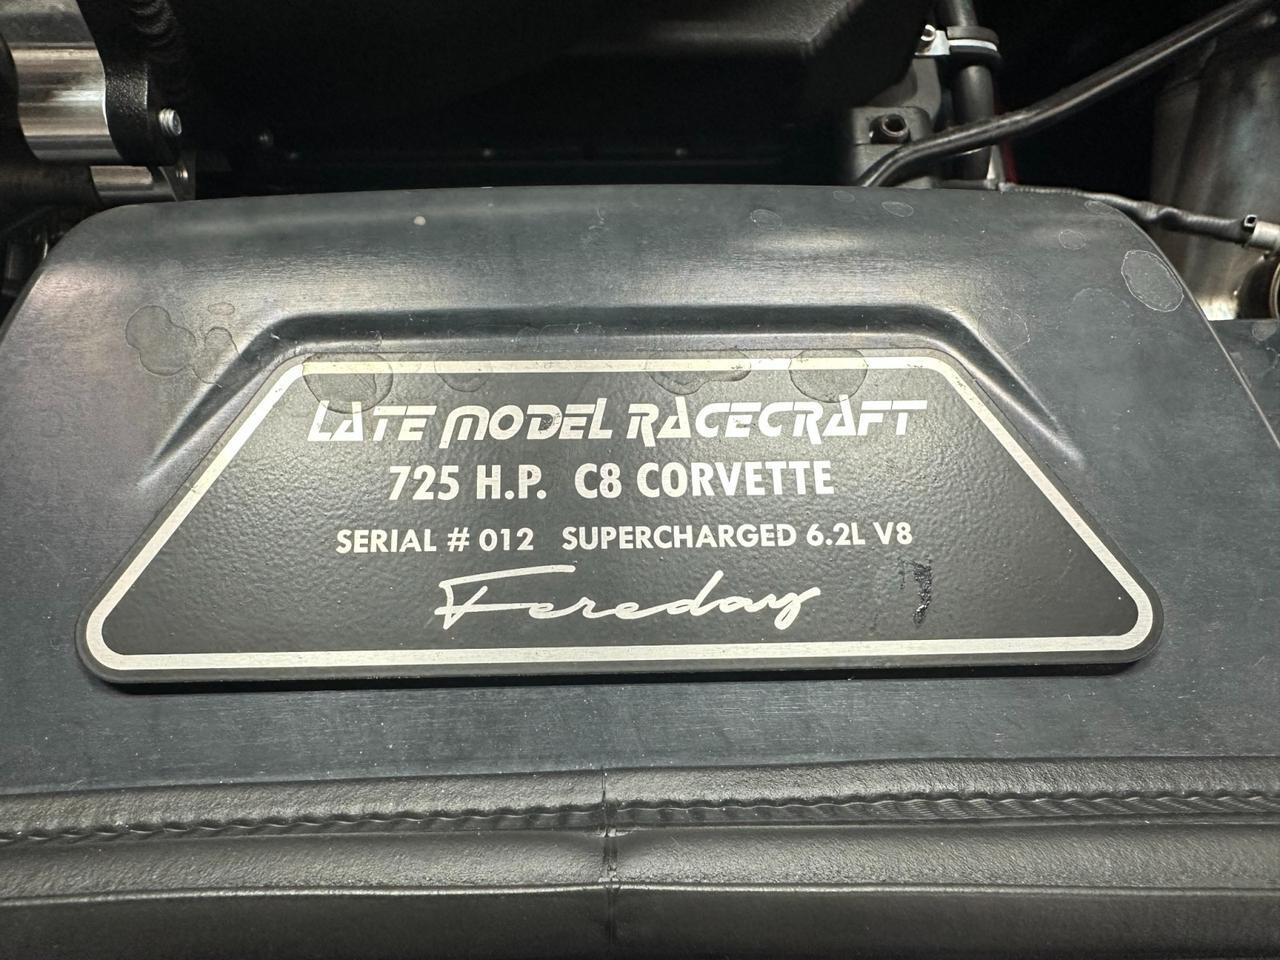 LATE MODEL RACECRAFT
725 H.P. C8 CORVETTE
SERIAL # 012 SUPERCHARGED 6.2L V8
Fereday